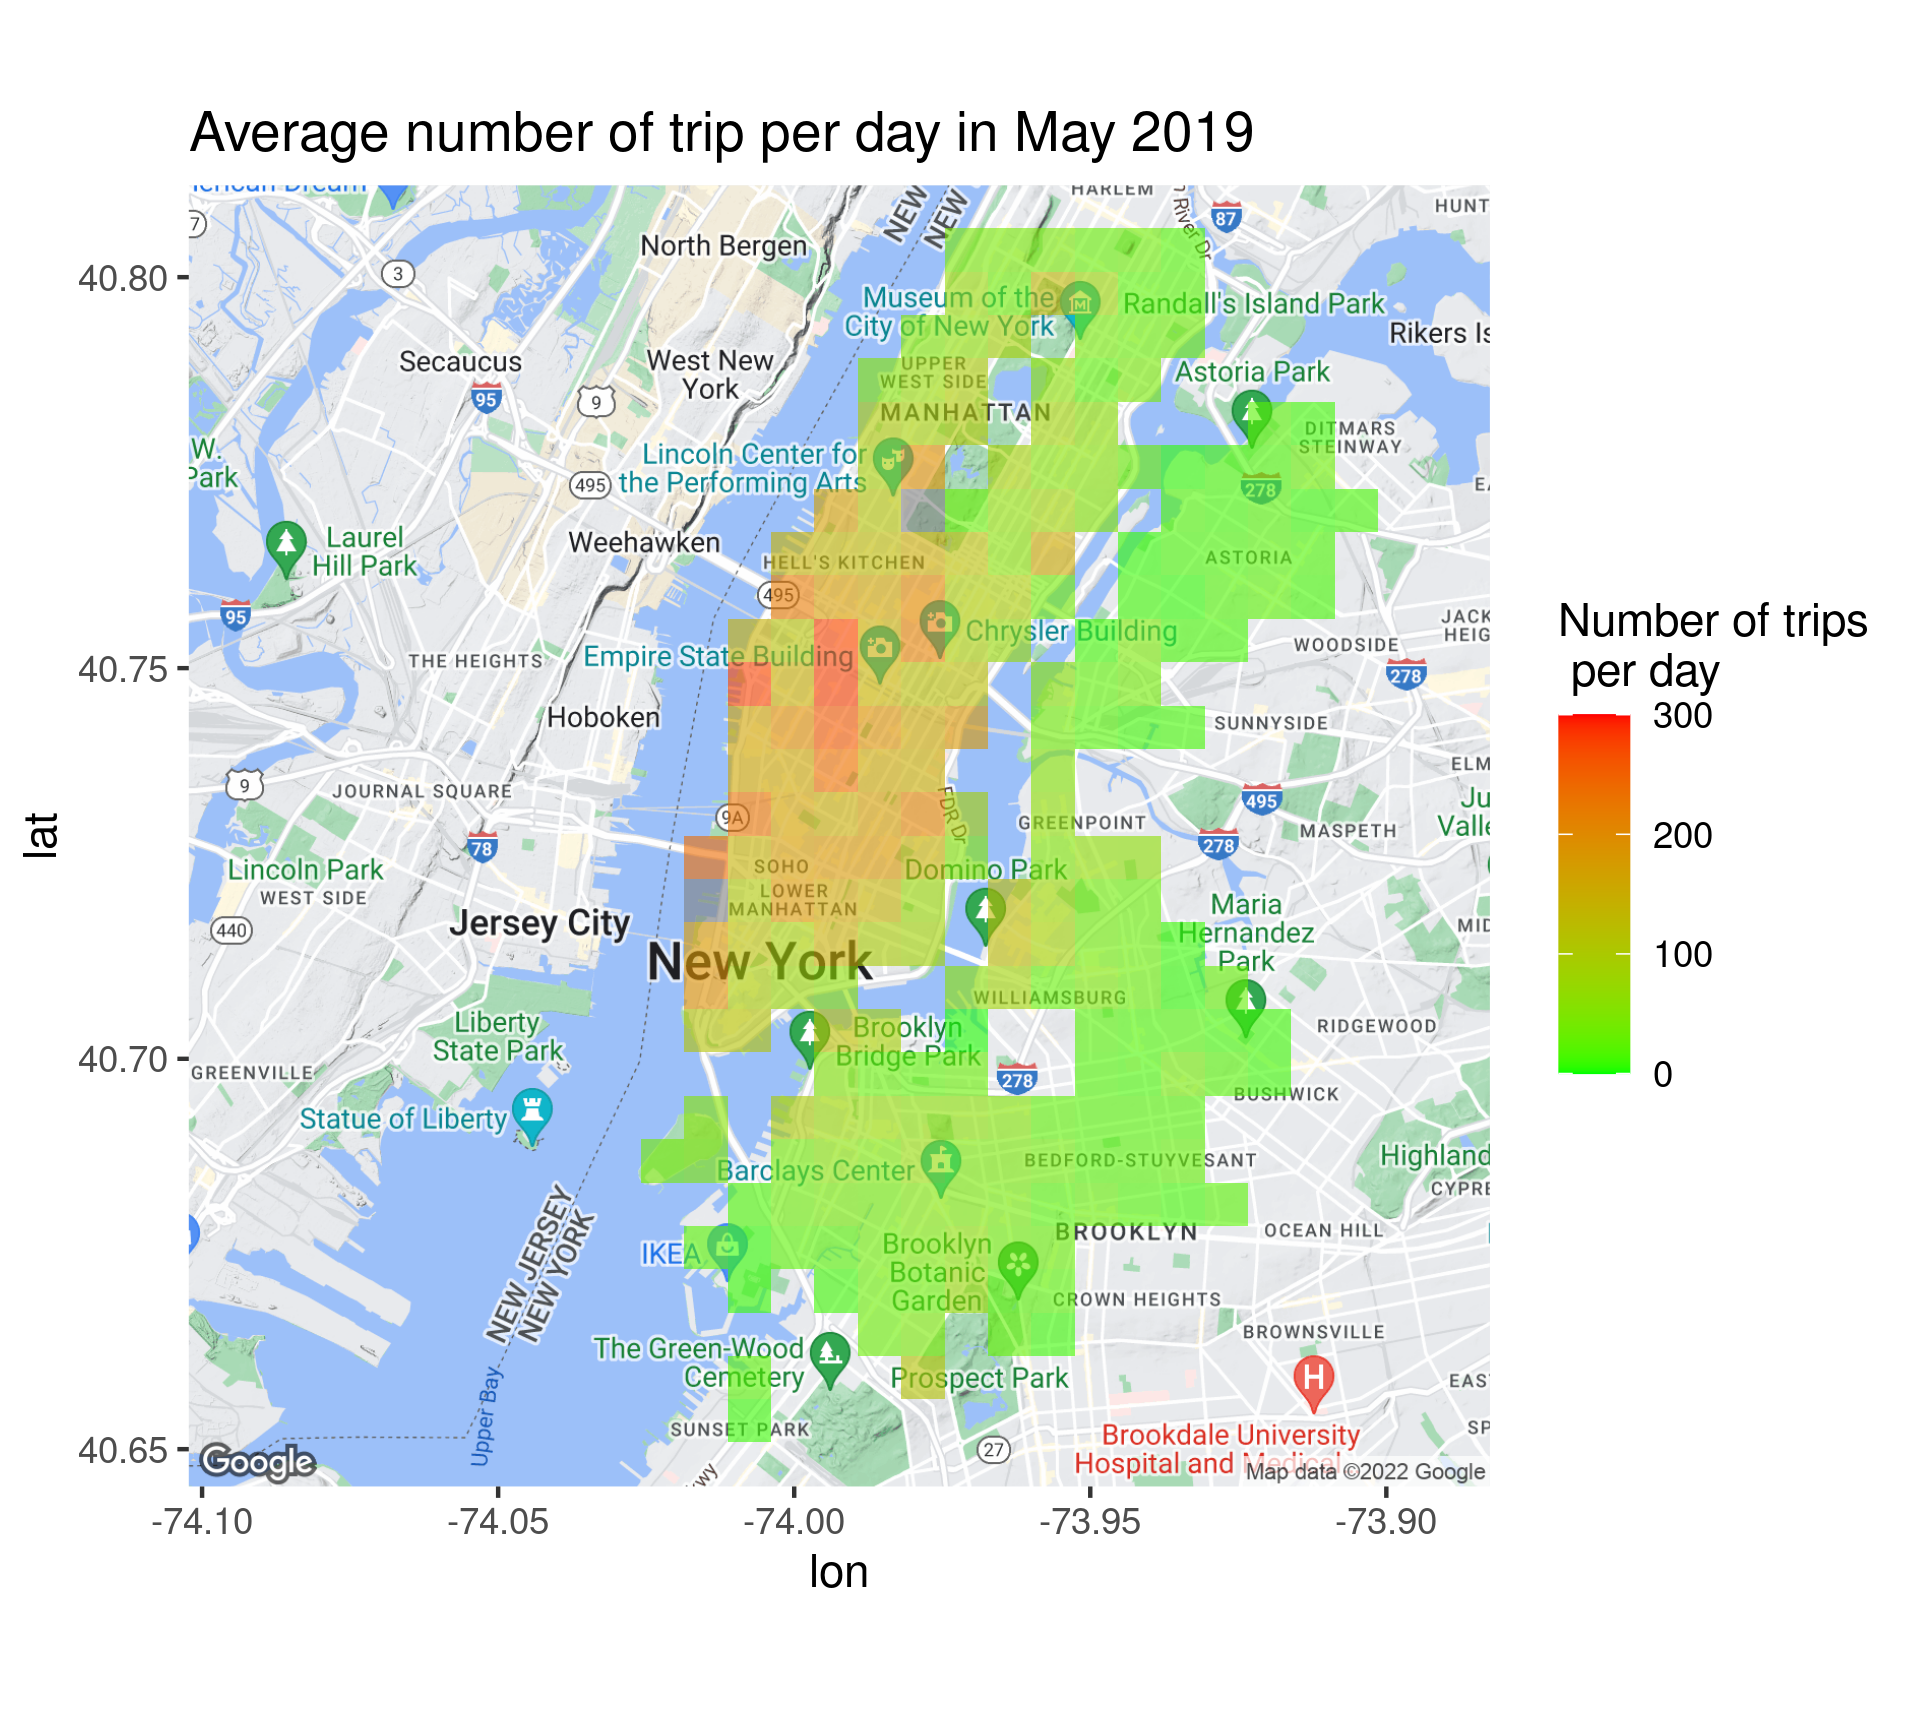 Average number of trip per day in May 2019
American Dream
HARLEM
NEW
NEW
River Dr
87
HUNT
7
North Bergen
40.80
3
Museum of the
City of New York
Randall's Island Park
Rikers Is
Secaucus
West New
York
UPPER
WEST SIDE
Astoria Park
95
9
MANHATTAN
DITMARS
STEINWAY
W.
Park
Lincoln Center for
the Performing Arts
495
278
Laurel
Hill Park
Weehawken
HELL'S KITCHEN
ASTORIA
495
95
Chrysler Building
JACK
HEIG
WOODSIDE
Empire State Building
THE HEIGHTS
40.75
278
Hoboken
SUNNYSIDE
ELM
9
JOURNAL SQUARE
FDR Dr
495
Ju
Valle
9A
GREENPOINT
MASPETH
78
278
Lincoln Park
WEST SIDE
SOHO
LOWER
MANHATTAN
Domino Park
Maria
Hernandez
Park
Jersey City
440
MID
New York
WILLIAMSBURG
Liberty
State Park
Brooklyn
Bridge Park
RIDGEWOOD
40.70
GREENVILLE
278
BUSHWICK
Statue of Liberty
Barclays Center
BEDFORD-STUYVESANT
Highland
CYPRE
NEW JERSEY
NEW YORK
IKEA
Brooklyn
Botanic
Garden
BROOKLYN
OCEAN HILL
CROWN HEIGHTS
BROWNSVILLE
The Green-Wood
Cemetery
Prospect Park
EAS
Upper Bay
SUNSET PARK
27
SP
Brookdale University
Hospital and Medical
40.65
Google
Map data ©2022 Google
-74.10
-74.05
-74.00
-73.95
-73.90
lon
lat
Number of trips
per day
300
200
100
0